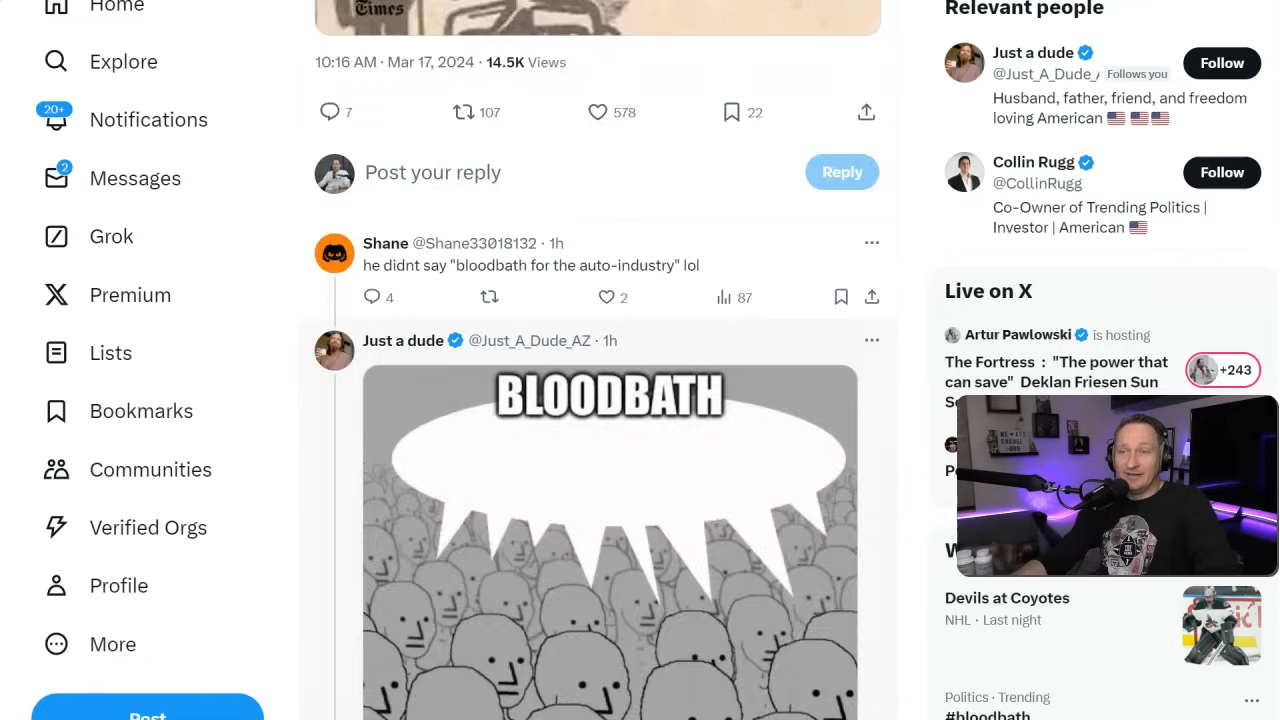 Home
Explore
20+
Notifications
2
Messages
Grok
Premium
Lists
Bookmarks
Communities
Verified Orgs
Profile
More
Post
Times
10:16 AM · Mar 17, 2024 · 14.5K Views
7 107 578 22
Post your reply
Reply
Shane @Shane33018132 · 1h
he didnt say "bloodbath for the auto-industry" lol
4 2 87
Just a dude @Just_A_Dude_AZ · 1h
BLOODBATH
Relevant people
Just a dude
@Just_A_Dude_ Follows you
Follow
Husband, father, friend, and freedom
loving American
Collin Rugg
@CollinRugg
Follow
Co-Owner of Trending Politics |
Investor | American
Live on X
Artur Pawlowski is hosting
The Fortress : "The power that
can save" Deklan Friesen Sun
+243
WE ARE
CHANGE
Devils at Coyotes
NHL · Last night
Politics · Trending
#bloodbath